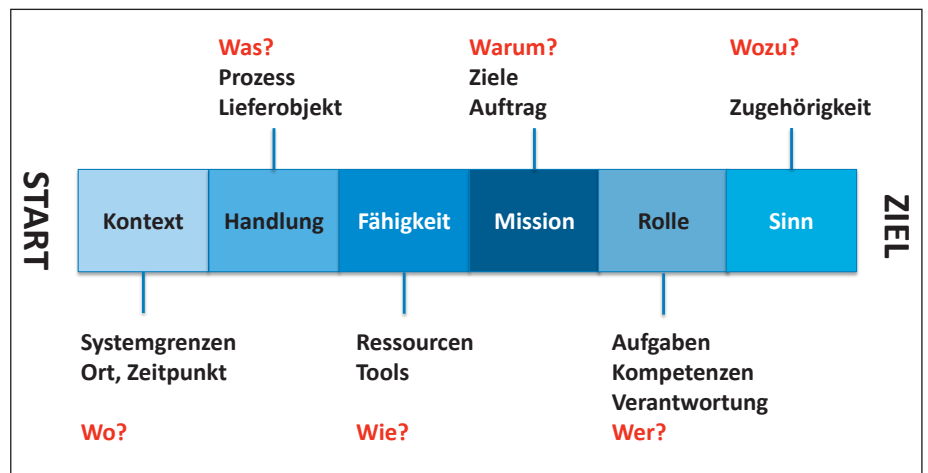 Was?
Prozess
Lieferobjekt
Warum?
Ziele
Auftrag
Wozu?
Zugehörigkeit
START
Kontext
Handlung
Fähigkeit
Mission
Rolle
Sinn
ZIEL
Systemgrenzen
Ort, Zeitpunkt
Wo?
Ressourcen
Tools
Wie?
Aufgaben
Kompetenzen
Verantwortung
Wer?